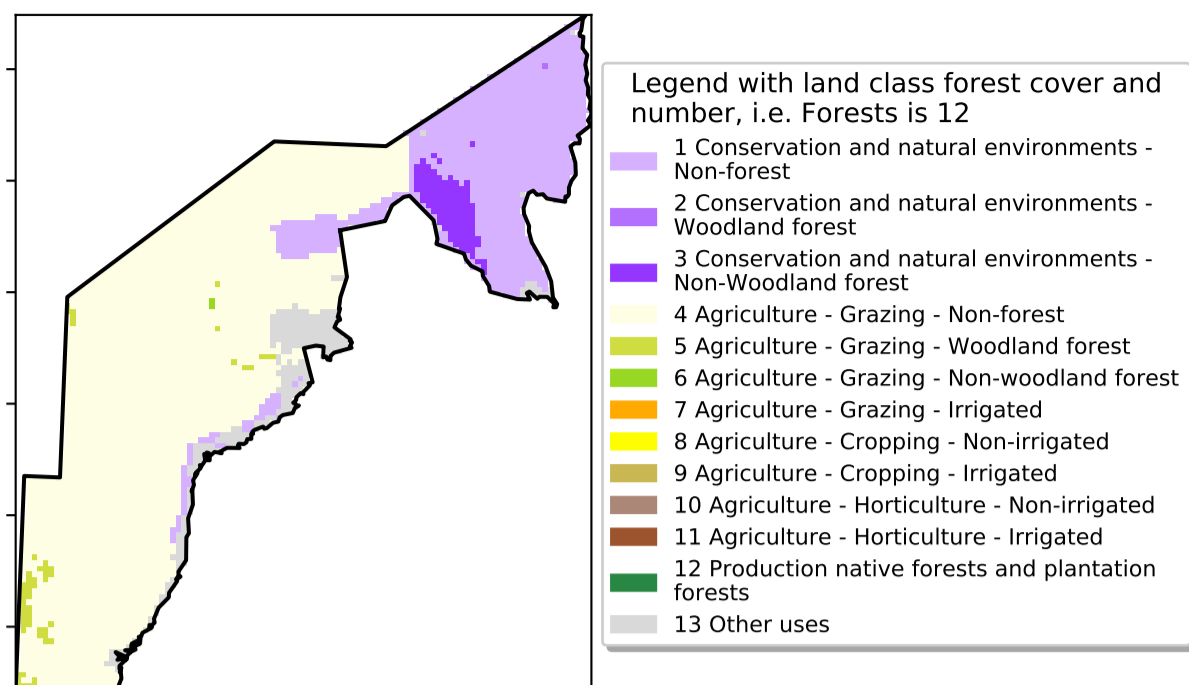 Legend with land class forest cover and
number, i.e. Forests is 12
1 Conservation and natural environments -
Non-forest
2 Conservation and natural environments -
Woodland forest
3 Conservation and natural environments -
Non-Woodland forest
4 Agriculture - Grazing - Non-forest
5 Agriculture - Grazing - Woodland forest
6 Agriculture - Grazing - Non-woodland forest
7 Agriculture - Grazing - Irrigated
8 Agriculture - Cropping - Non-irrigated
9 Agriculture - Cropping - Irrigated
10 Agriculture - Horticulture - Non-irrigated
11 Agriculture - Horticulture - Irrigated
12 Production native forests and plantation
forests
13 Other uses